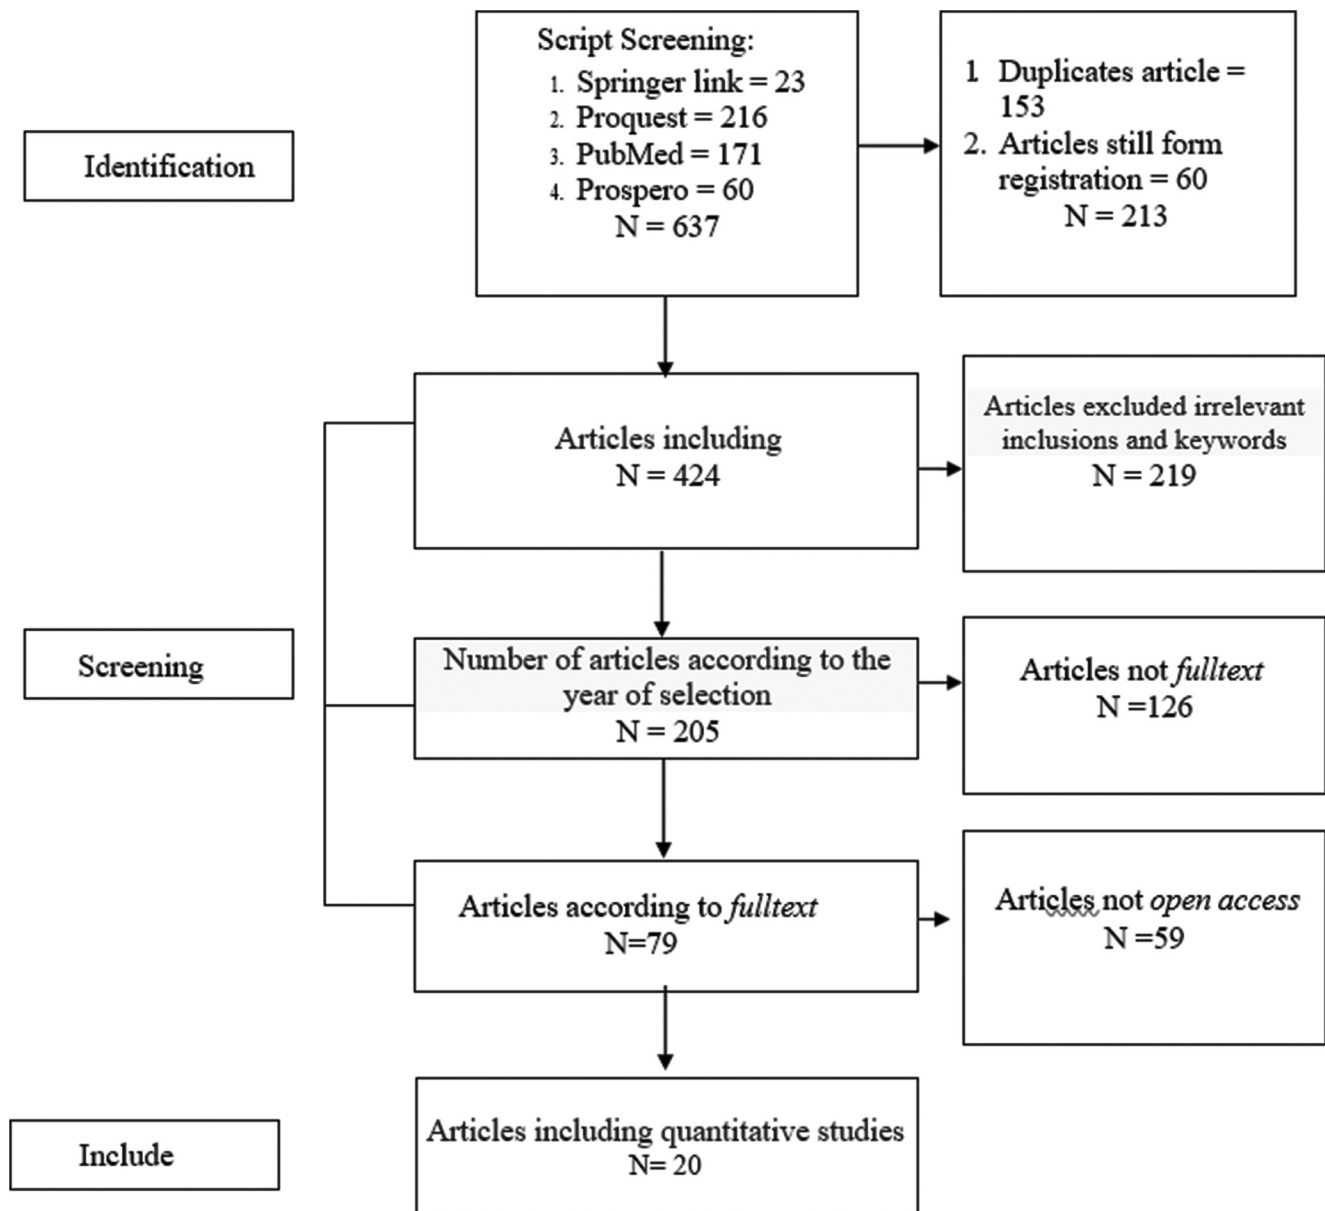 Script Screening:
1. Springer link = 23
2. Proquest = 216
3. PubMed = 171
4. Prospero = 60
N = 637
1 Duplicates article =
153
2. Articles still form
registration = 60
N = 213
Identification
Articles including
N = 424
Articles excluded irrelevant
inclusions and keywords
N = 219
Screening
Number of articles according to the
year of selection
N = 205
Articles not fulltext
N =126
Articles according to fulltext
N=79
Articles not open access
N =59
Include
Articles including quantitative studies
N= 20